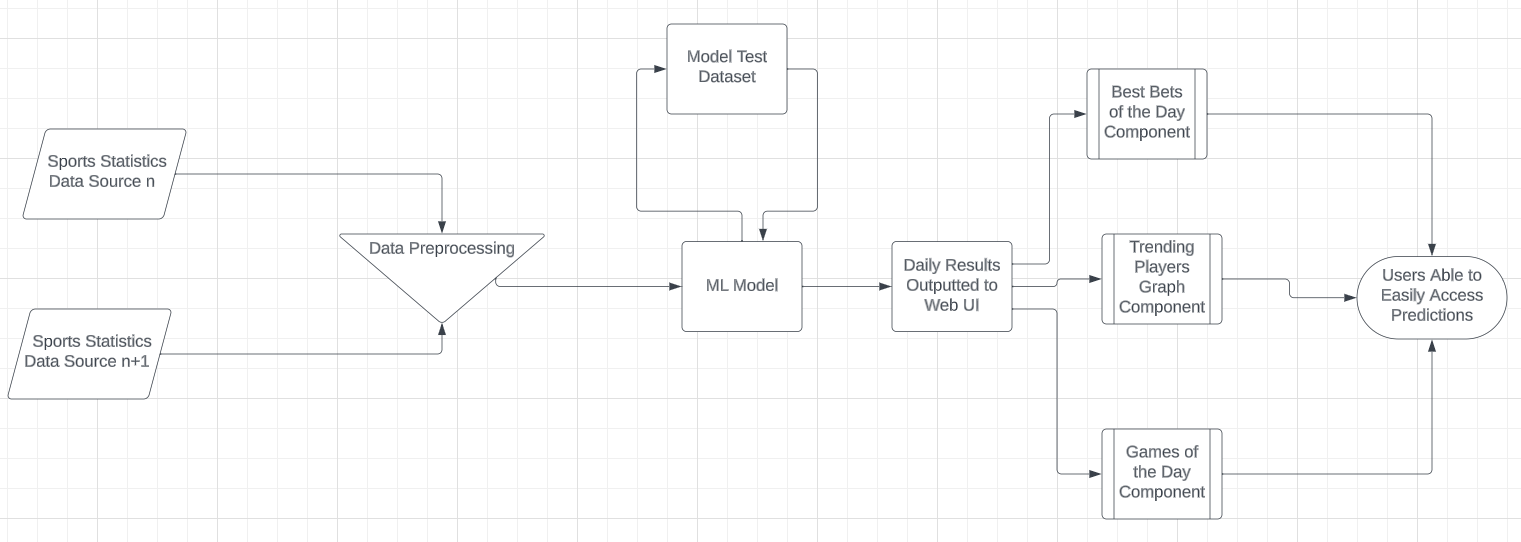 Model Test
Dataset
Best Bets
of the Day
Component
Sports Statistics
Data Source n
Data Preprocessing
ML Model
Daily Results
Outputted to
Web UI
Trending
Players
Graph
Component
Users Able to
Easily Access
Predictions
Sports Statistics
Data Source n+1
Games of
the Day
Component